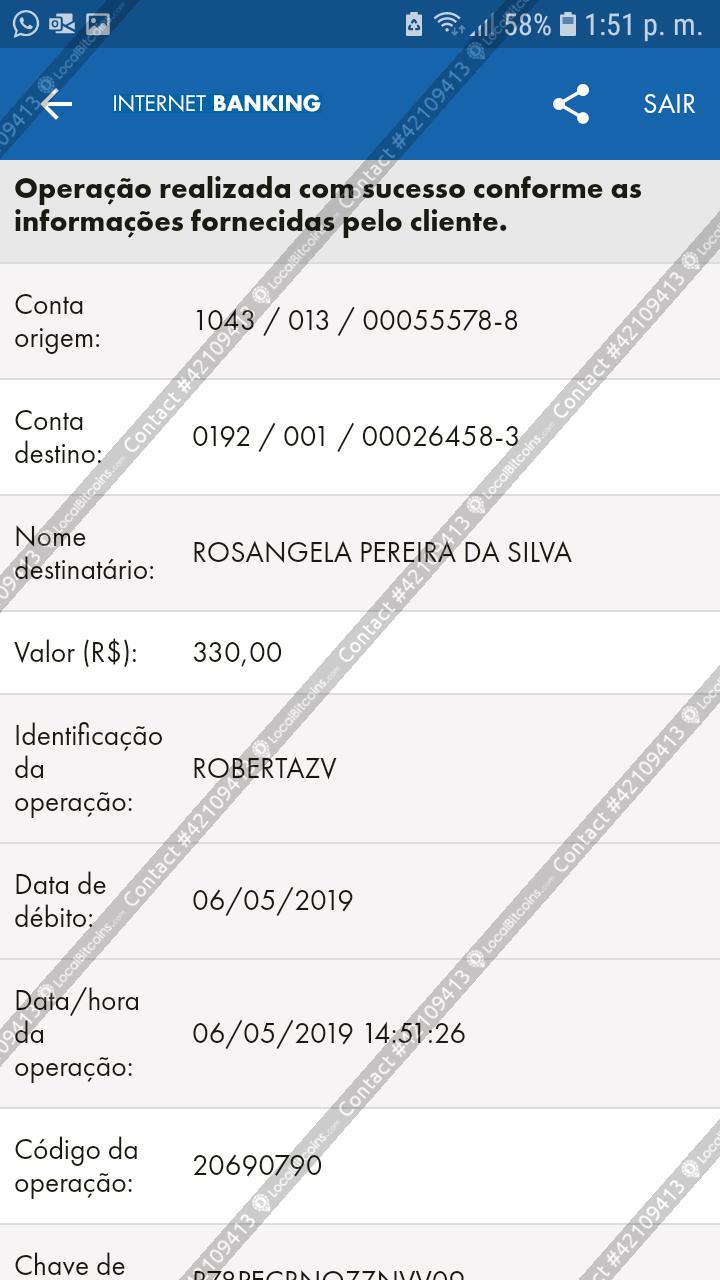 58% 1:51 p. m.
INTERNET BANKING SAIR
Operação realizada com sucesso conforme as
informações fornecidas pelo cliente.
Conta
origem: 1043 / 013 / 00055578-8
Conta
destino: 0192 / 001 / 00026458-3
Nome
destinatário: ROSANGELA PEREIRA DA SILVA
Valor (R$): 330,00
Identificação
da
operação: ROBERTAZV
Data de
débito: 06/05/2019
Data/hora
da
operação: 06/05/2019 14:51:26
Código da
operação: 20690790
Chave de
LocalBitcoins.com Contact #42109413